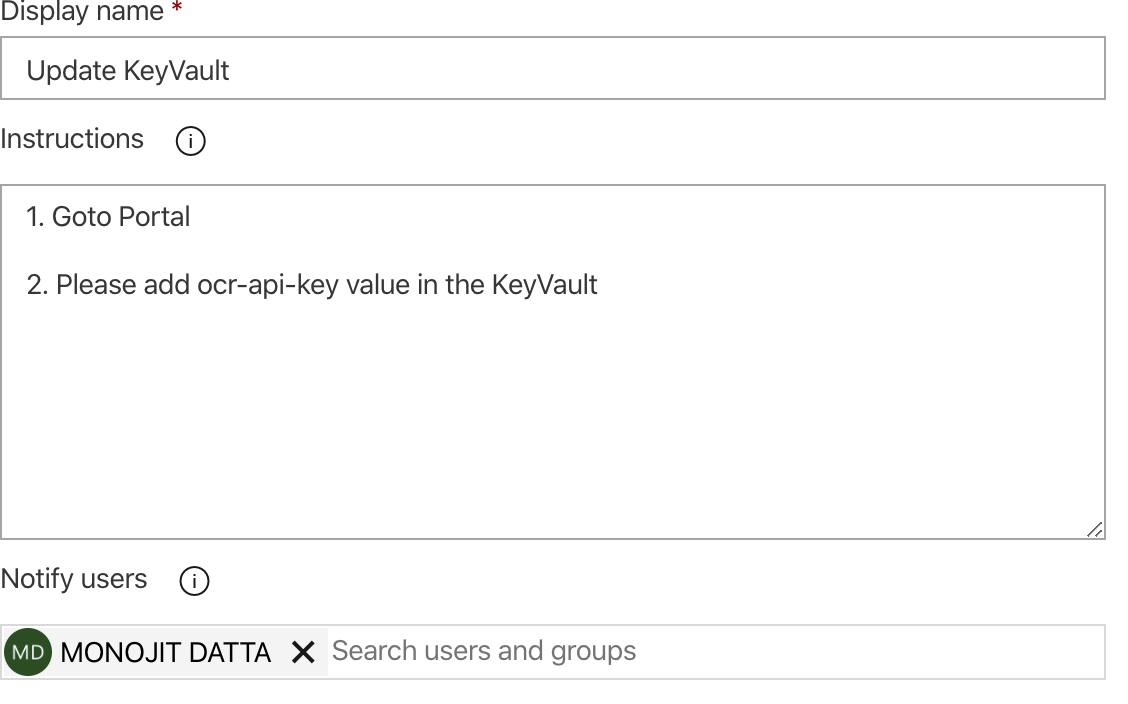 Display name *
Update KeyVault
Instructions
1. Goto Portal
2. Please add ocr-api-key value in the KeyVault
Notify users
MD MONOJIT DATTA Search users and groups